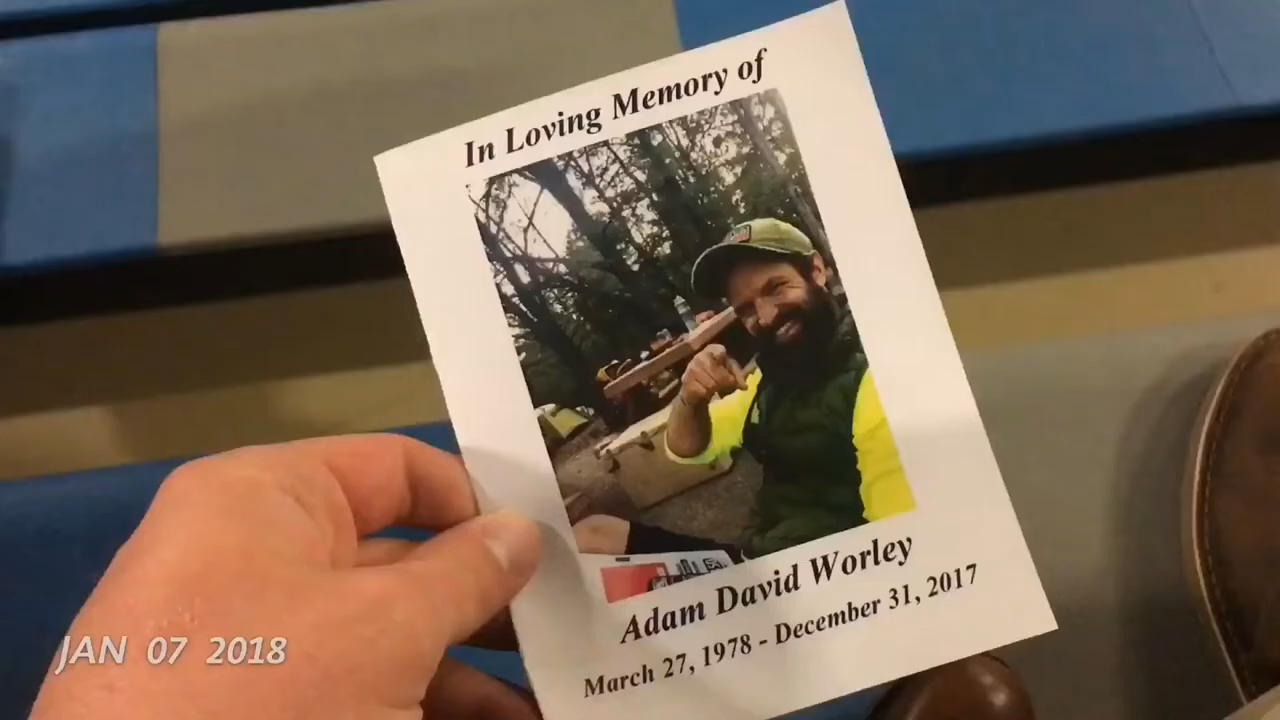 In Loving Memory of
Adam David Worley
March 27, 1978 - December 31, 2017
JAN 07 2018